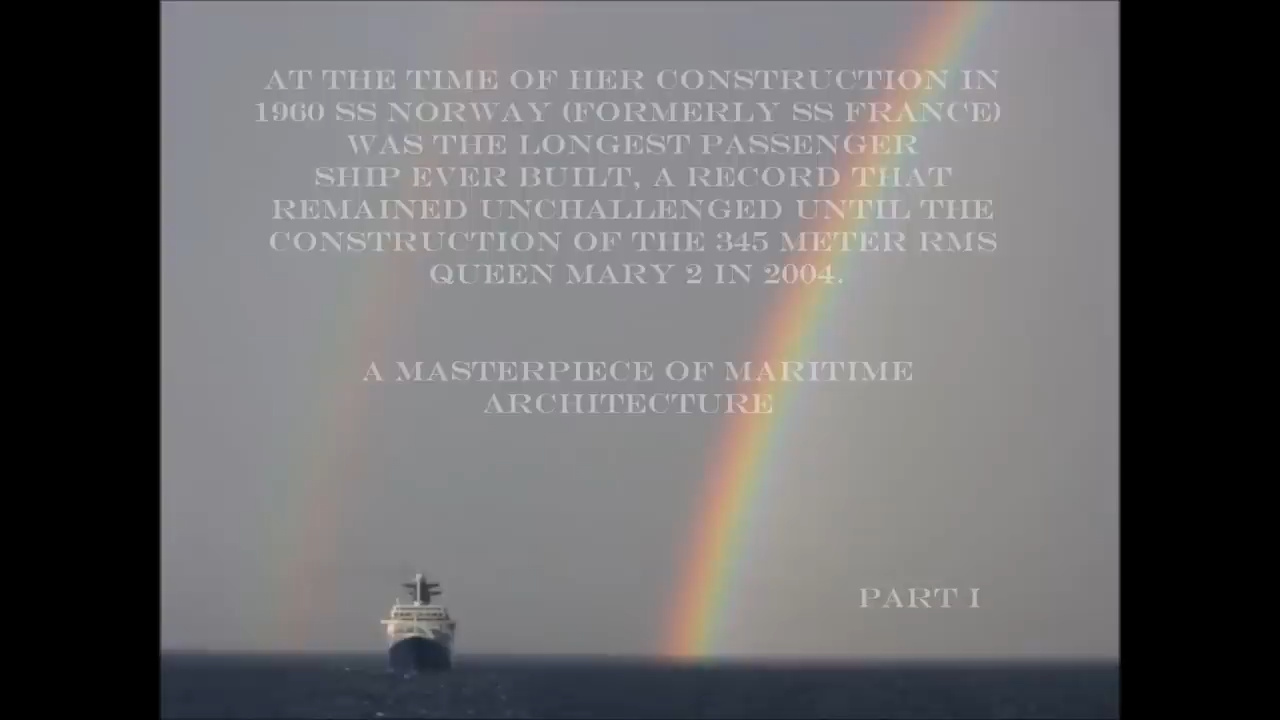 AT THE TIME OF HER CONSTRUCTION IN
1960 SS NORWAY (FORMERLY SS FRANCE)
WAS THE LONGEST PASSENGER
SHIP EVER BUILT, A RECORD THAT
REMAINED UNCHALLENGED UNTIL THE
CONSTRUCTION OF THE 345 METER RMS
QUEEN MARY 2 IN 2004.
A MASTERPIECE OF MARITIME
ARCHITECTURE
PART I